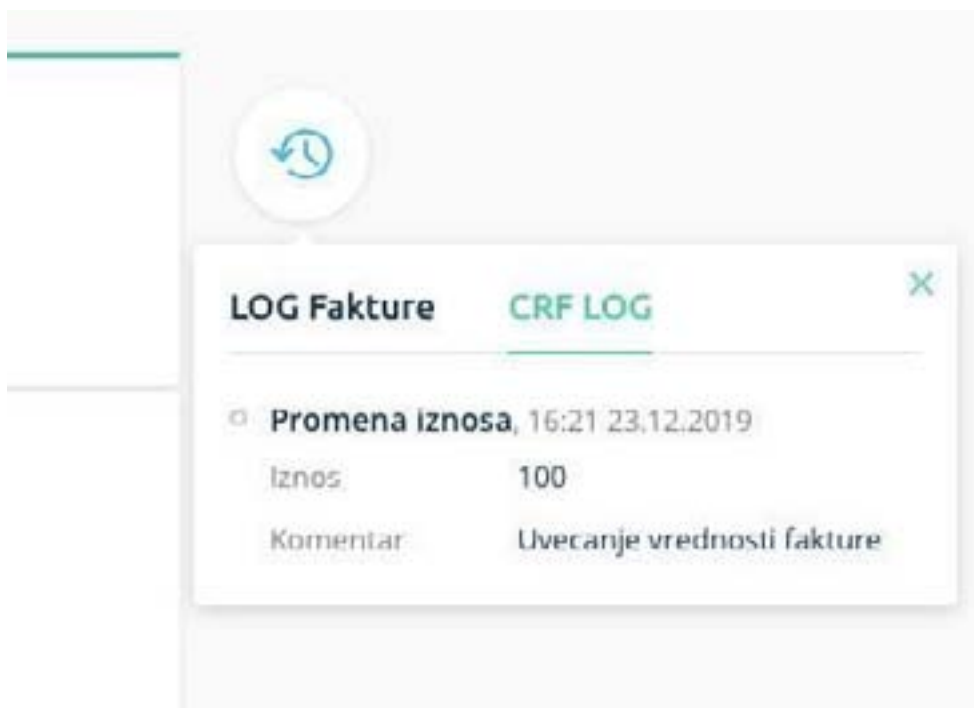 LOG Fakture CRF LOG
Promena iznosa, 16:21 23.12.2019
Iznos 100
Komentar Uvecanje vrednosti fakture